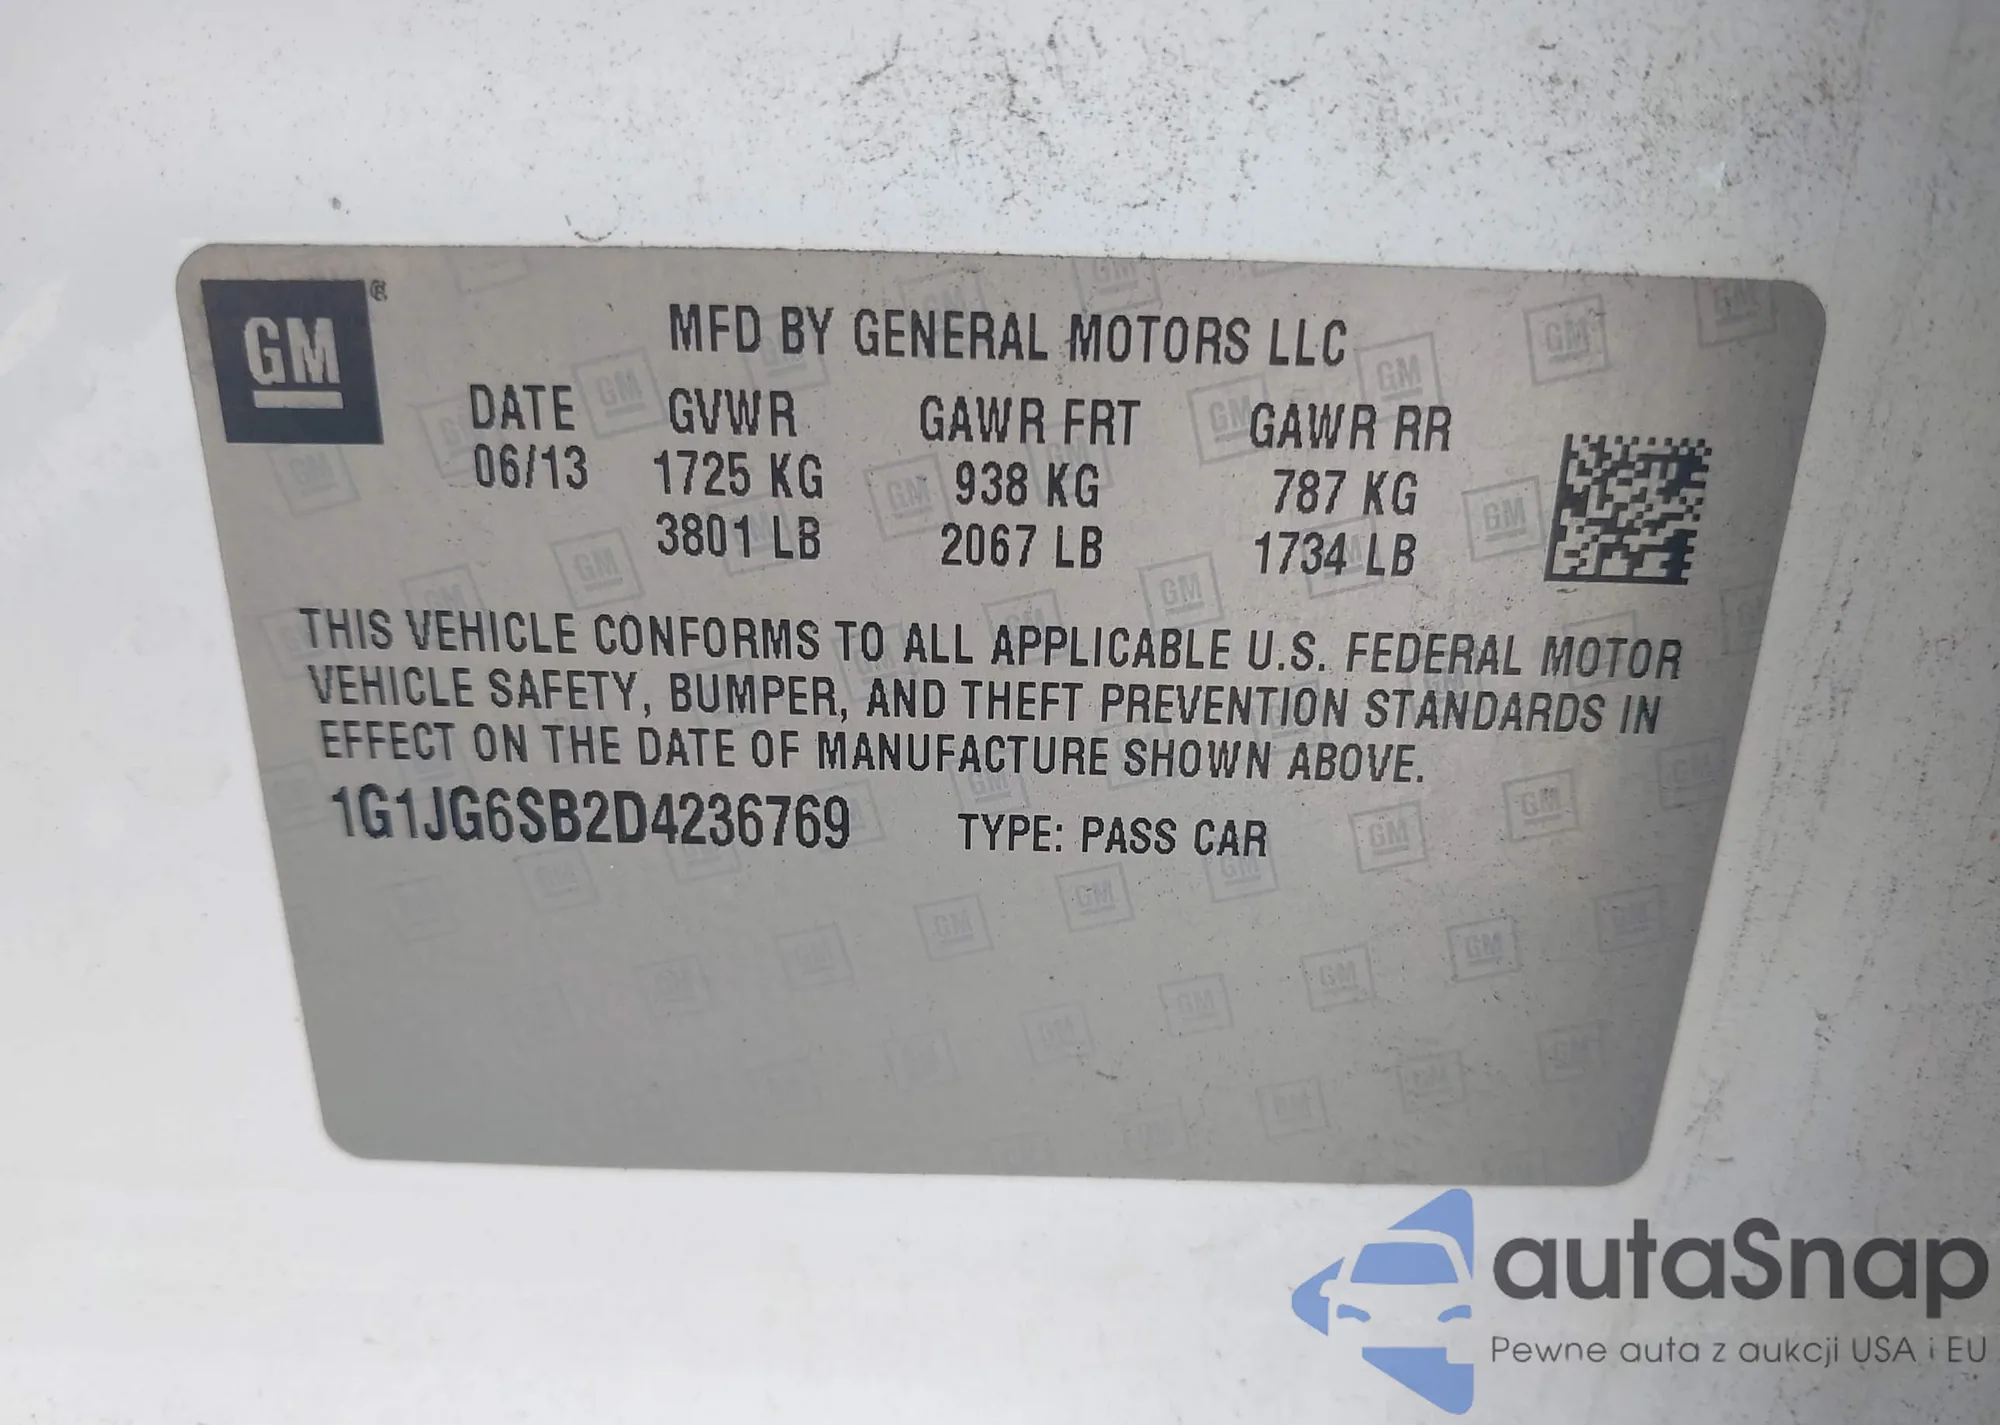 GM®
MFD BY GENERAL MOTORS LLC
DATE GVWR GAWR FRT GAWR RR
06/13 1725 KG 938 KG 787 KG
3801 LB 2067 LB 1734 LB
THIS VEHICLE CONFORMS TO ALL APPLICABLE U.S. FEDERAL MOTOR
VEHICLE SAFETY, BUMPER, AND THEFT PREVENTION STANDARDS IN
EFFECT ON THE DATE OF MANUFACTURE SHOWN ABOVE.
1G1JG6SB2D4236769 TYPE: PASS CAR
autaSnap
Pewne auta z aukcji USA i EU